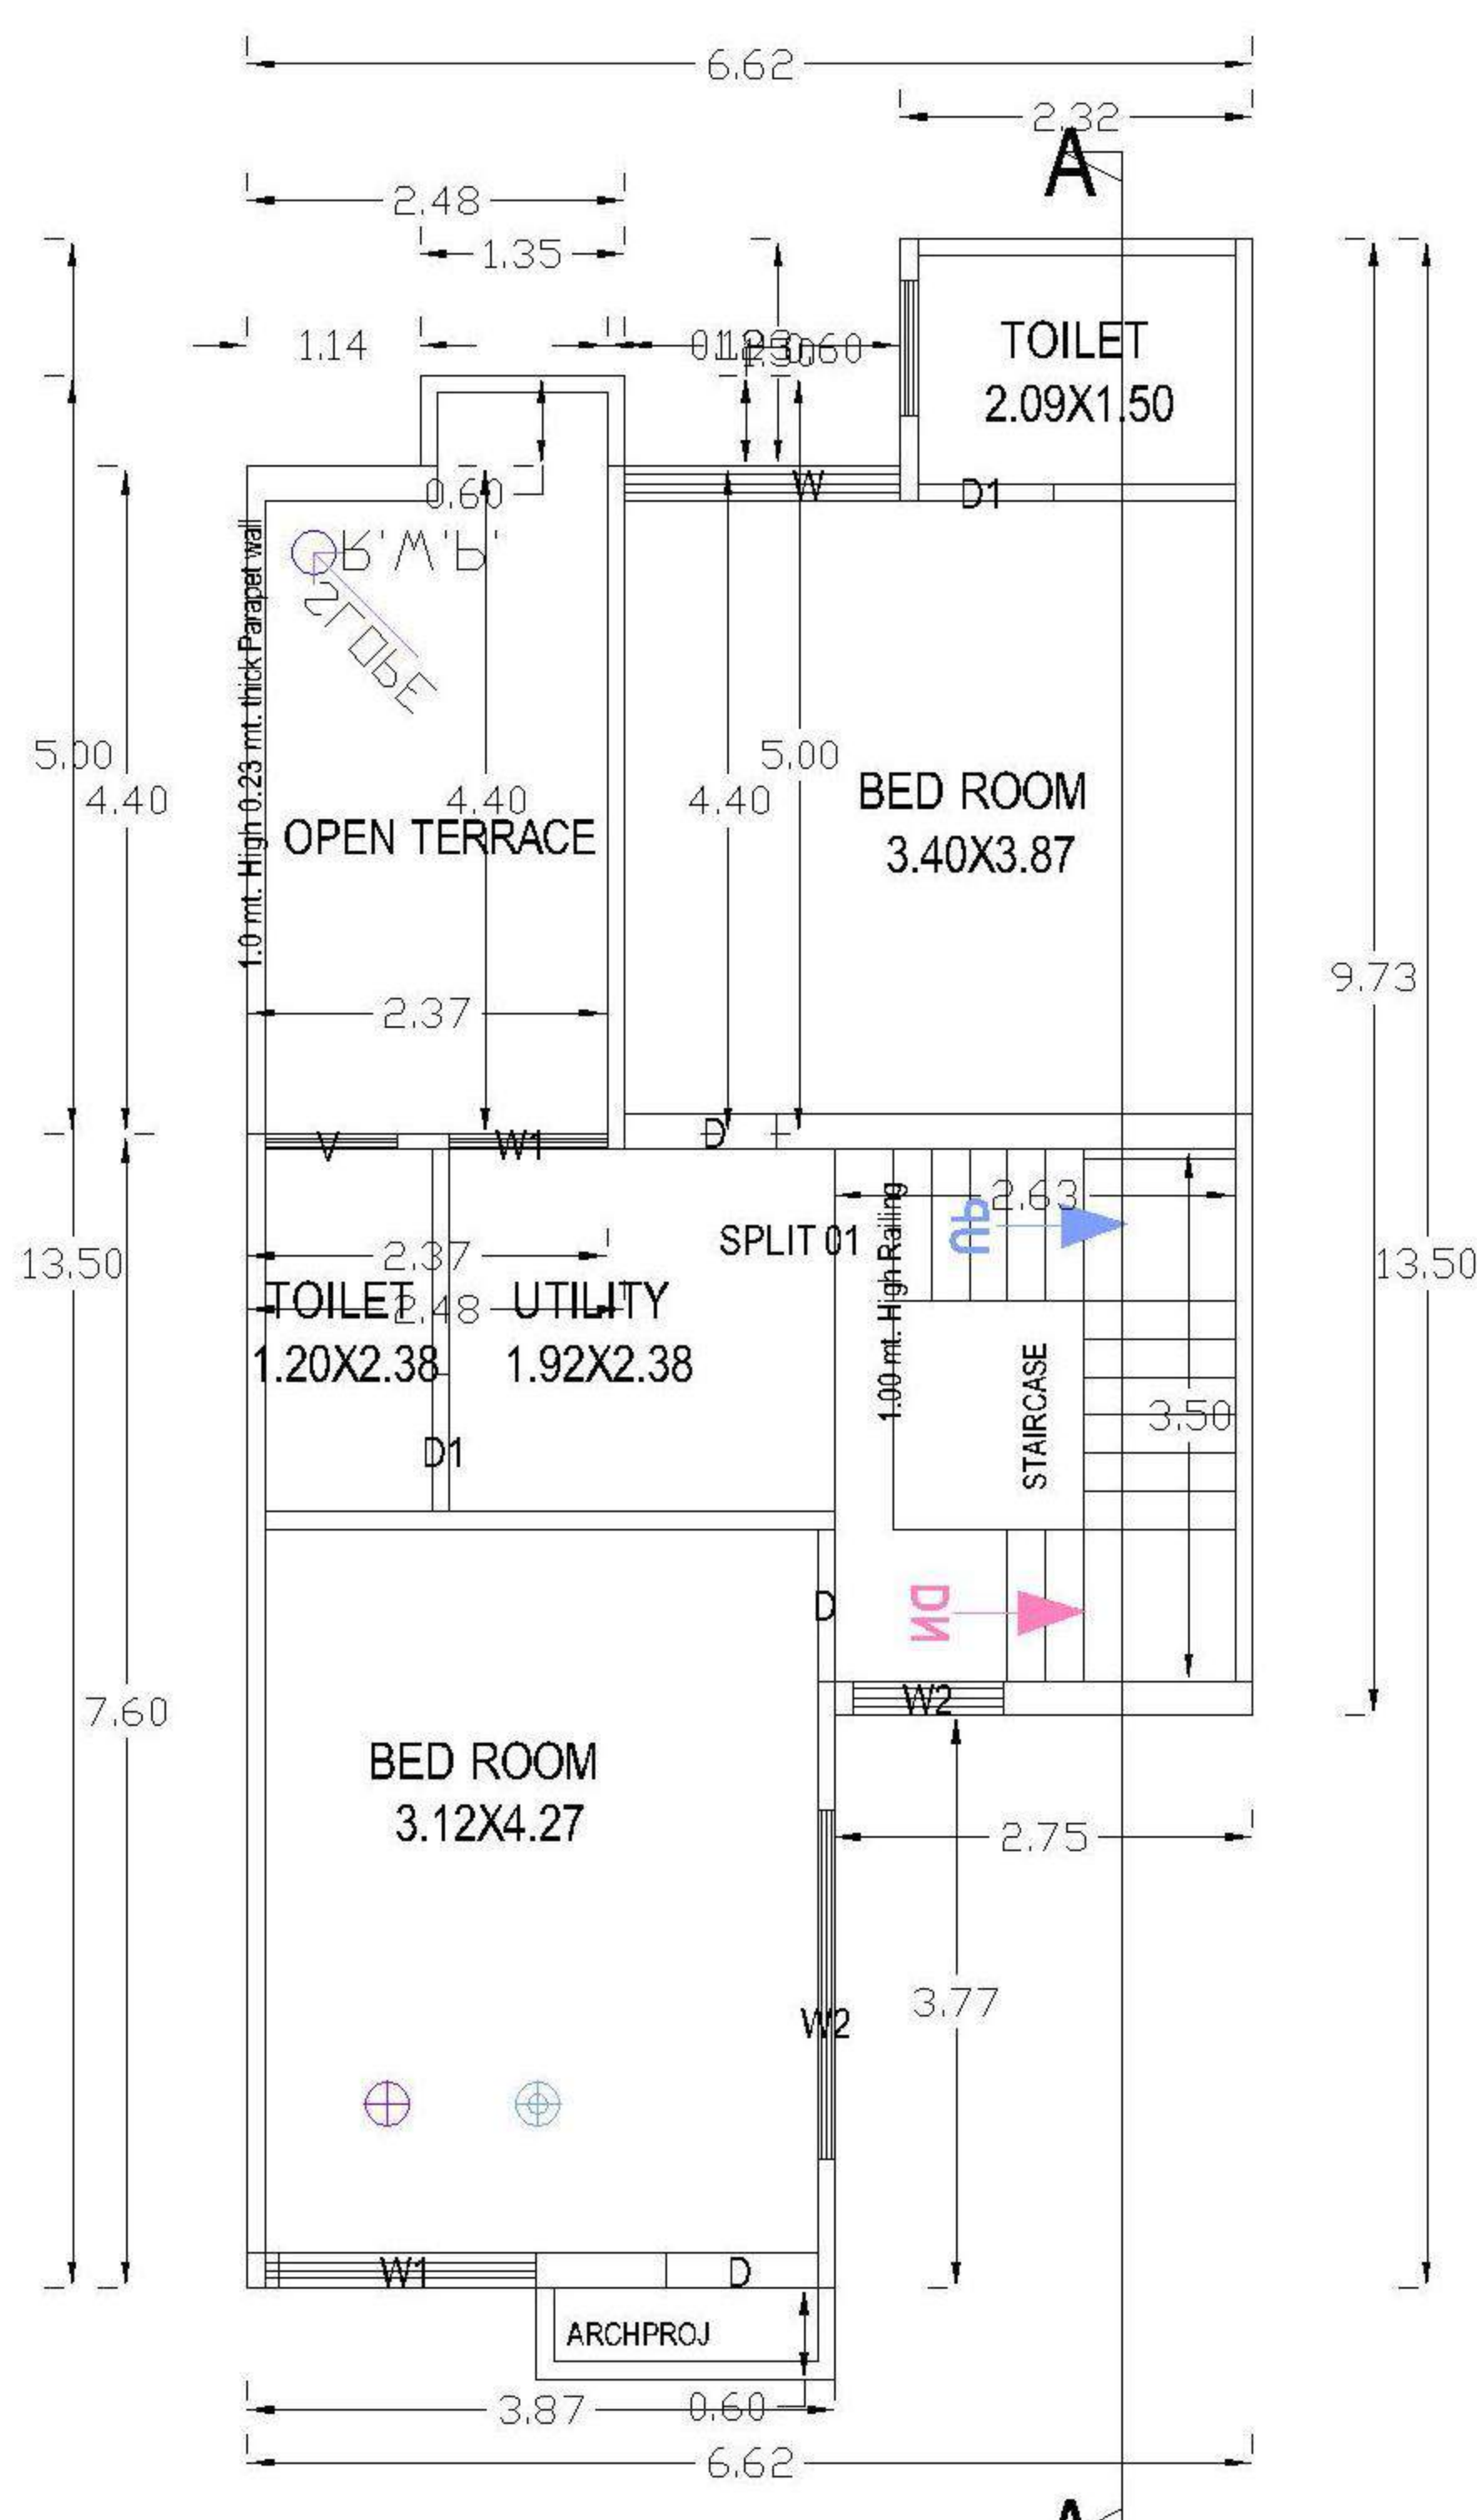 6.62
2.32
A
2.48
1.35
1.14
TOILET
2.09X1.50
W
D1
0.60
R.W.P.
SLOPE
1.0 mt. High 0.23 mt. thick Parapet wall
5.00
4.40
4.40
OPEN TERRACE
4.40
5.00
BED ROOM
3.40X3.87
9.73
2.37
V
W1
D
2.63
UP
SPLIT 01
1.00 mt. High Railing
13.50
2.37
13.50
TOILET
2.48
UTILITY
1.20X2.38
1.92X2.38
STAIRCASE
3.50
D1
D
DN
W2
7.60
BED ROOM
3.12X4.27
2.75
3.77
W2
W1
D
ARCHPROJ
3.87
0.60
6.62
A